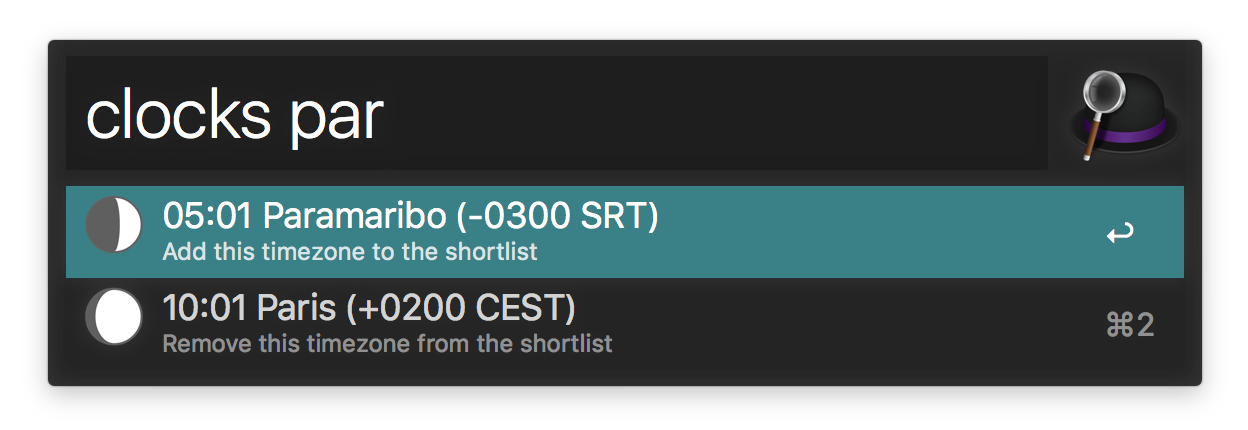 clocks par
05:01 Paramaribo (-0300 SRT)
Add this timezone to the shortlist
↩
10:01 Paris (+0200 CEST)
Remove this timezone from the shortlist
⌘2